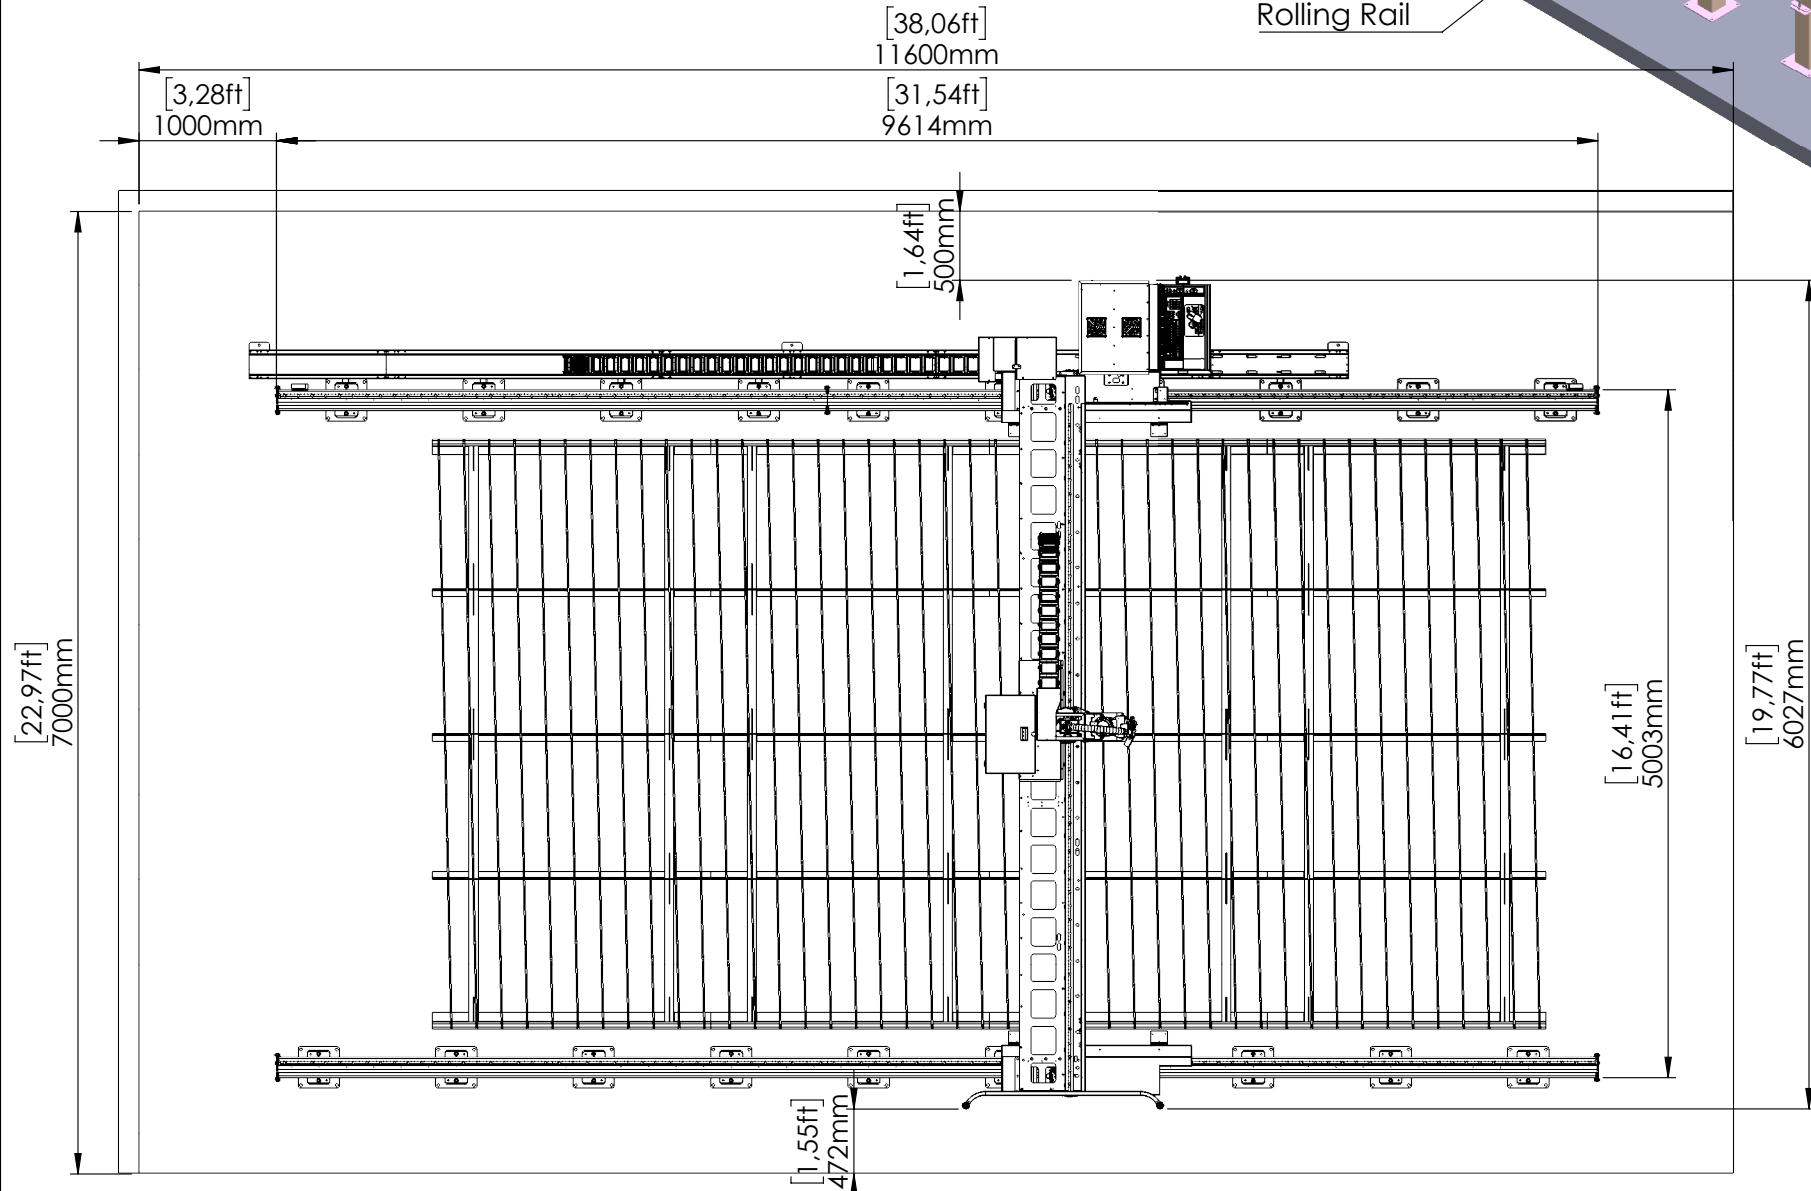 Rolling Rail
[38,06ft]
11600mm
[3,28ft]
1000mm
[31,54ft]
9614mm
[1,64ft]
500mm
[22,97ft]
7000mm
[16,41ft]
5003mm
[19,77ft]
6027mm
[1,55ft]
472mm